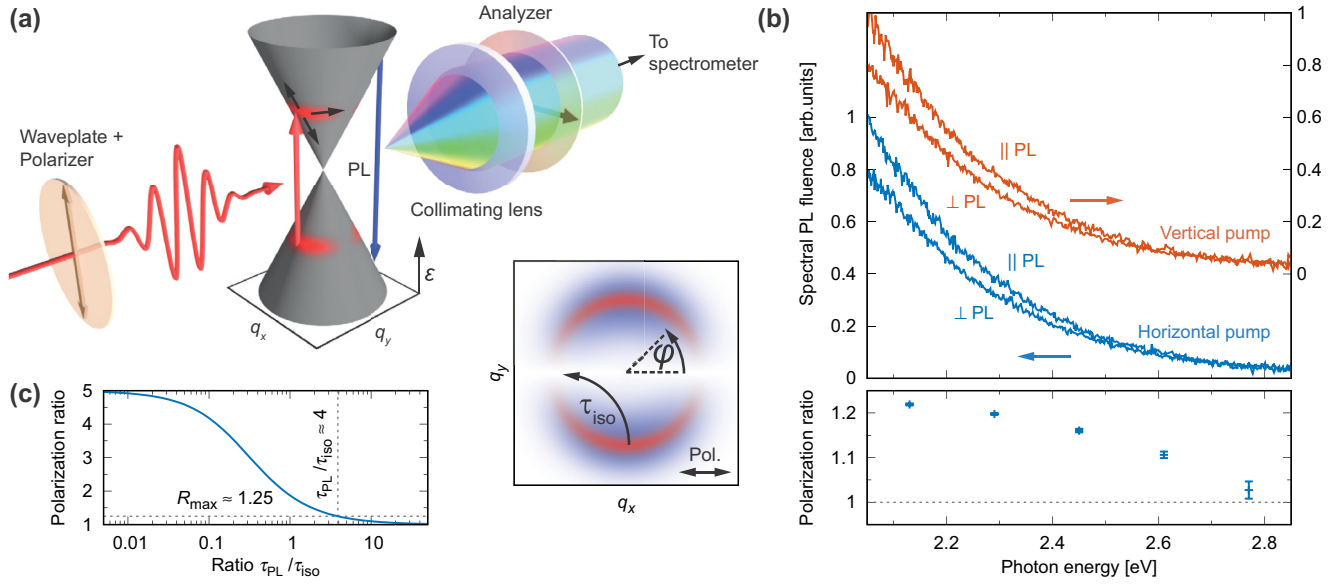 (a)
Analyzer
To
spectrometer
Waveplate +
Polarizer
PL
Collimating lens
ε
q_x
q_y
q_y
φ
τ_iso
Pol.
q_x
(b)
Spectral PL fluence [arb.units]
1
0.8
0.6
0.4
0.2
0
1
0.8
0.6
0.4
0.2
0
|| PL
⊥ PL
Vertical pump
|| PL
⊥ PL
Horizontal pump
Polarization ratio
1.2
1.1
1
2.2
2.4
2.6
2.8
Photon energy [eV]
(c)
Polarization ratio
5
4
3
2
1
R_max ≈ 1.25
τ_PL /τ_iso ≈ 4
0.01
0.1
1
10
Ratio τ_PL /τ_iso